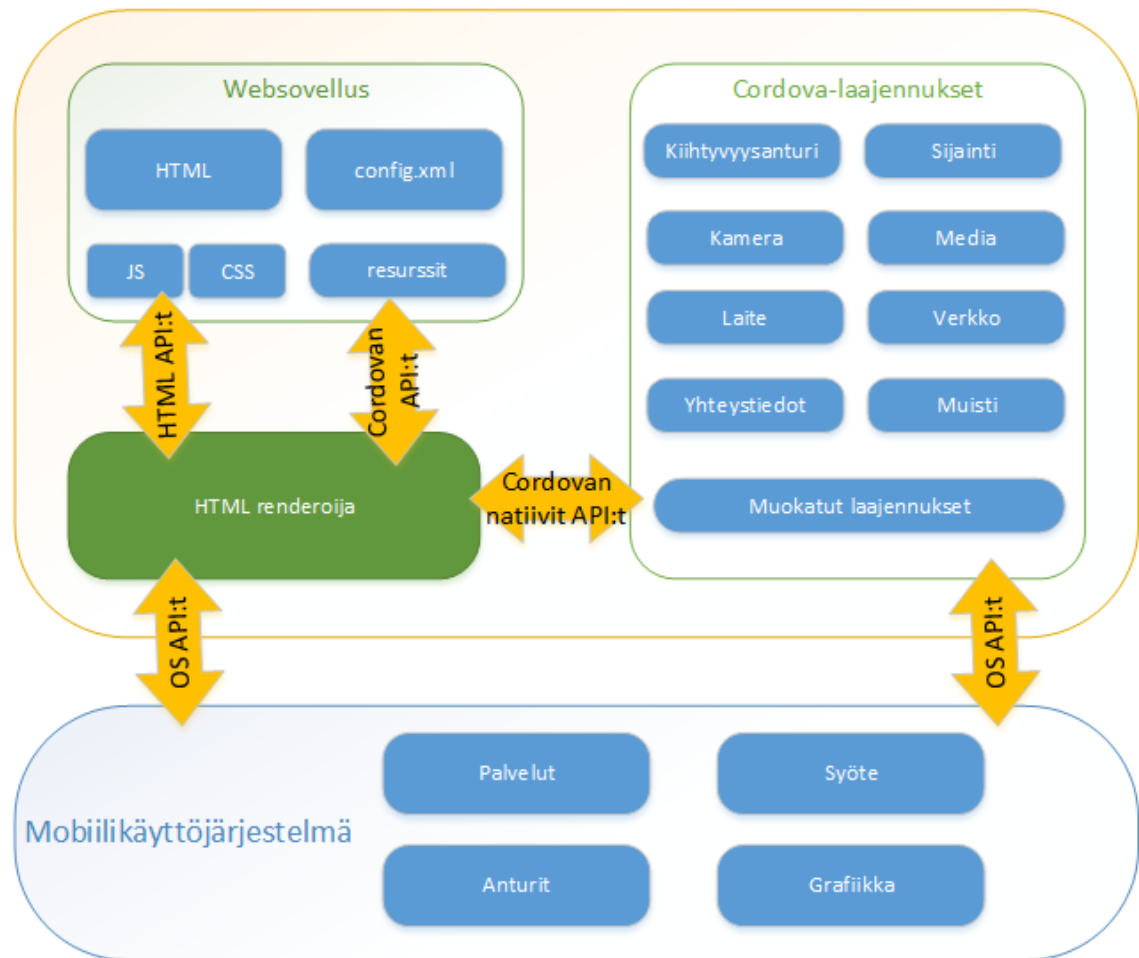 Websovellus
HTML
config.xml
JS
CSS
resurssit
HTML API:t
Cordovan
API:t
HTML renderoija
Cordovan
natiivit API:t
Cordova-laajennukset
Kiihtyvyysanturi
Sijainti
Kamera
Media
Laite
Verkko
Yhteystiedot
Muisti
Muokatut laajennukset
OS API:t
OS API:t
Mobiilikäyttöjärjestelmä
Palvelut
Syöte
Anturit
Grafiikka